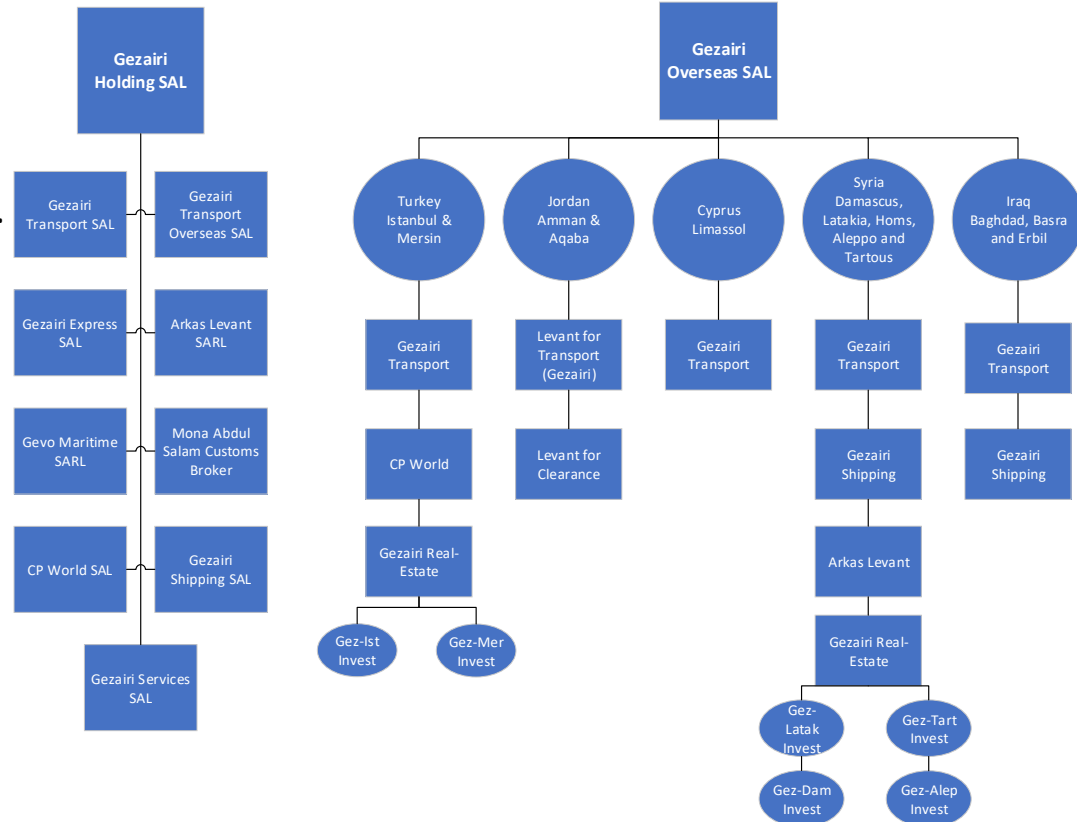 Gezairi
Holding SAL
Gezairi
Transport SAL
Gezairi
Transport
Overseas SAL
Gezairi Express
SAL
Arkas Levant
SARL
Gevo Maritime
SARL
Mona Abdul
Salam Customs
Broker
CP World SAL
Gezairi
Shipping SAL
Gezairi Services
SAL
Gezairi
Overseas SAL
Turkey
Istanbul &
Mersin
Gezairi
Transport
CP World
Gezairi Real-
Estate
Gez-Ist
Invest
Gez-Mer
Invest
Jordan
Amman &
Aqaba
Levant for
Transport
(Gezairi)
Levant for
Clearance
Cyprus
Limassol
Gezairi
Transport
Syria
Damascus,
Latakia, Homs,
Aleppo and
Tartous
Gezairi
Transport
Gezairi
Shipping
Arkas Levant
Gezairi Real-
Estate
Gez-
Latak
Invest
Gez-Tart
Invest
Gez-Dam
Invest
Gez-Alep
Invest
Iraq
Baghdad, Basra
and Erbil
Gezairi
Transport
Gezairi
Shipping